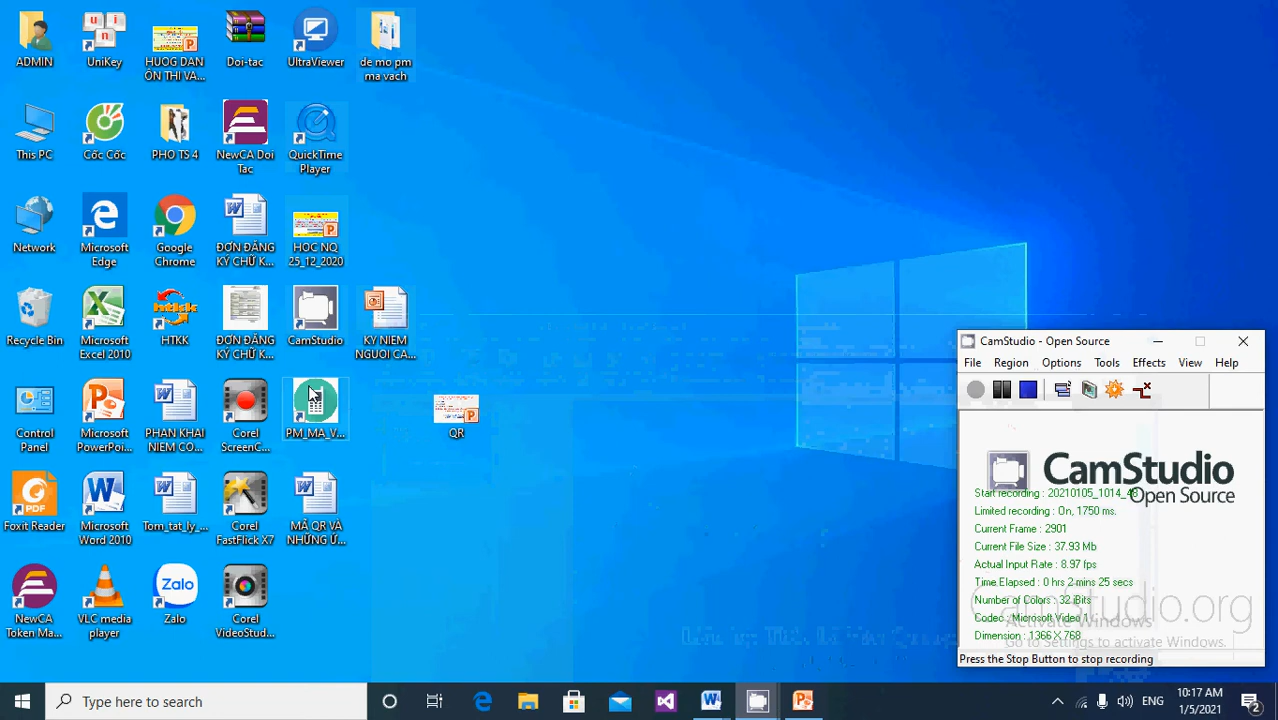 ADMIN
UniKey
HUOG DAN
ÔN THI VA...
Doi-tac
UltraViewer
de mo pm
ma vach
This PC
Cốc Cốc
PHO TS 4
NewCA Doi
Tac
QuickTime
Player
Network
Microsoft
Edge
Google
Chrome
ĐƠN ĐĂNG
KÝ CHỮ K...
HOC NQ
25_12_2020
Recycle Bin
Microsoft
Excel 2010
HTKK
ĐƠN ĐĂNG
KÝ CHỮ K...
CamStudio
KY NIEM
NGUOI CA...
Control
Panel
Microsoft
PowerPoi...
PHAN KHAI
NIEM CO...
Corel
ScreenC...
PM_MA_V...
QR
Foxit Reader
Microsoft
Word 2010
Tom_tat_ly_...
Corel
FastFlick X7
MÃ QR VÀ
NHỮNG Ứ...
NewCA
Token Ma...
VLC media
player
Zalo
Corel
VideoStud...
CamStudio - Open Source
File Region Options Tools Effects View Help
CamStudio
Open Source
Start recording : 20210105_1014_48
Limited recording : On, 1750 ms.
Current Frame : 2901
Current File Size : 37.93 Mb
Actual Input Rate : 8.97 fps
Time Elapsed : 0 hrs 2 mins 25 secs
Number of Colors : 32 Bits
Codec : Microsoft Video 1
Dimension : 1366 X 768
CamStudio.org
Activate Windows
Go to Settings to activate Windows.
Press the Stop Button to stop recording
Type here to search
ENG
10:17 AM
1/5/2021
2